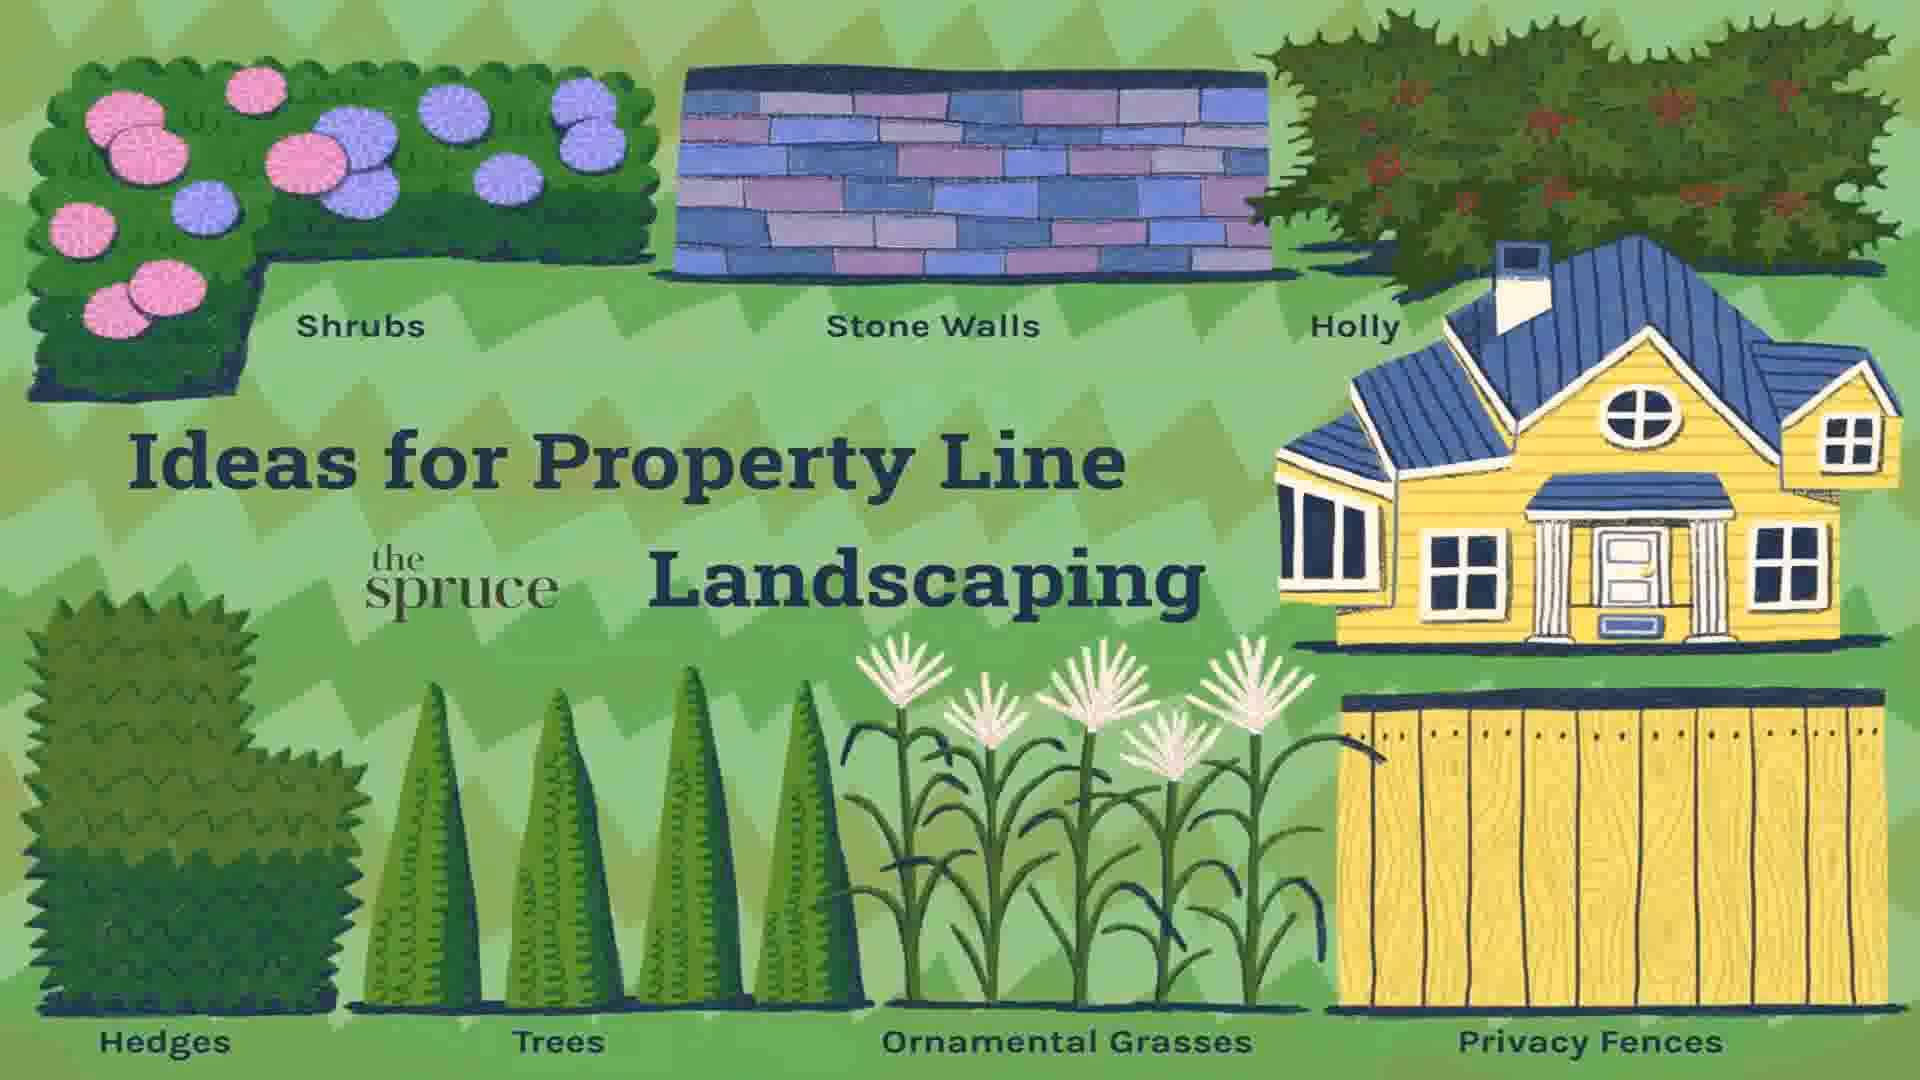 Shrubs
Stone Walls
Holly
Ideas for Property Line
Landscaping
the
spruce
Hedges
Trees
Ornamental Grasses
Privacy Fences